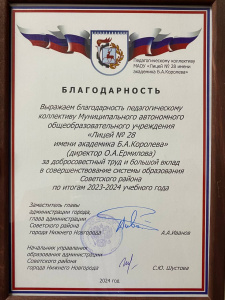 педагогическому коллективу
МАОУ «Лицей № 28 имени
академика Б.А.Королева»
БЛАГОДАРНОСТЬ
Выражаем благодарность педагогическому
коллективу Муниципального автономного
общеобразовательного учреждения
«Лицей № 28
имени академика Б.А.Королева»
(директор О.А.Ермилова)
за добросовестный труд и большой вклад
в совершенствование системы образования
Советского района
по итогам 2023-2024 учебного года
Заместитель главы
администрации города,
глава администрации
Советского района
города Нижнего Новгорода
А.А.Иванов
Начальник управления
образования администрации
Советского района
города Нижнего Новгорода
С.Ю. Шустова
2024 год